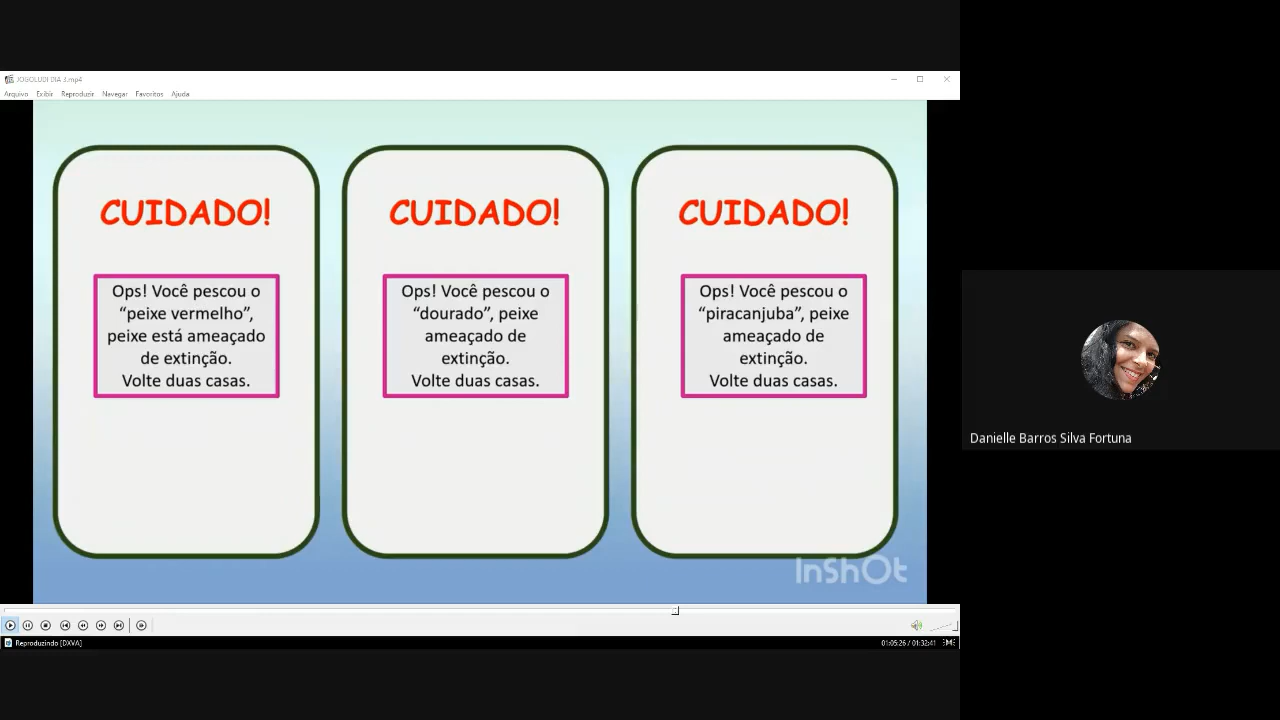 JOGOLUDI DIA 3.mp4
Arquivo Exibir Reproduzir Navegar Favoritos Ajuda
CUIDADO!
Ops! Você pescou o
“peixe vermelho”,
peixe está ameaçado
de extinção.
Volte duas casas.
CUIDADO!
Ops! Você pescou o
“dourado”, peixe
ameaçado de
extinção.
Volte duas casas.
CUIDADO!
Ops! Você pescou o
“piracanjuba”, peixe
ameaçado de
extinção.
Volte duas casas.
InShOt
Danielle Barros Silva Fortuna
Reproduzindo [DXVA]
01:05:26 / 01:32:41